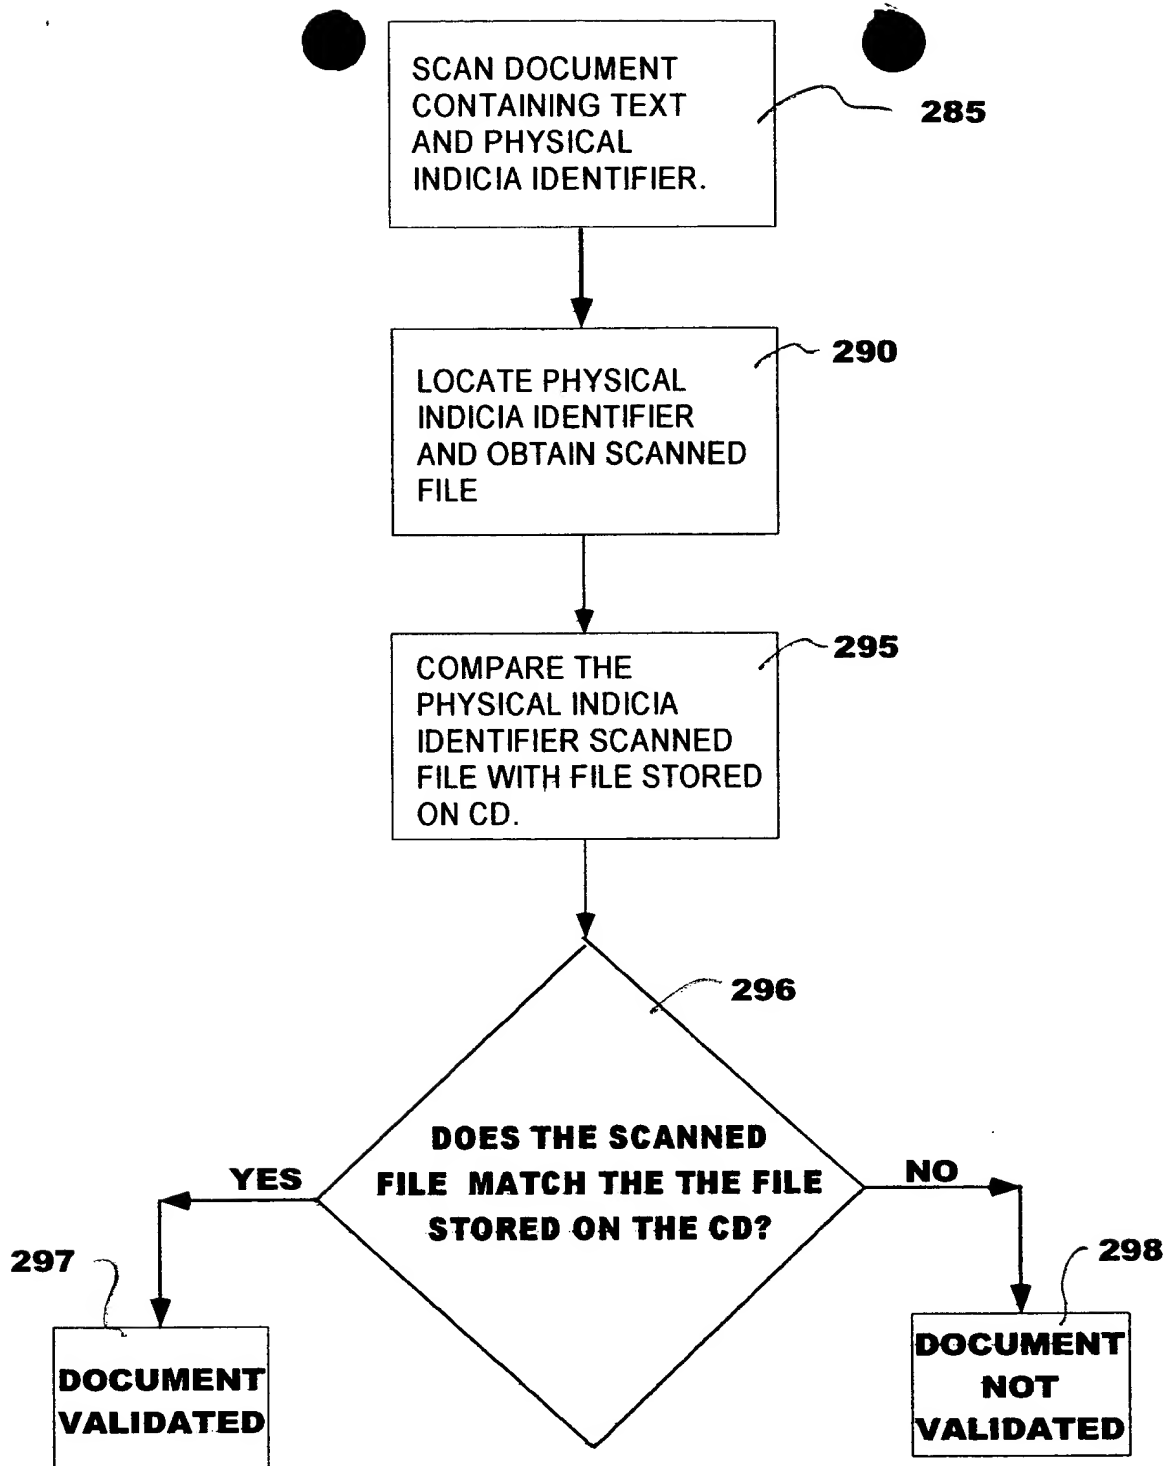 SCAN DOCUMENT
CONTAINING TEXT
AND PHYSICAL
INDICIA IDENTIFIER.
285
290
LOCATE PHYSICAL
INDICIA IDENTIFIER
AND OBTAIN SCANNED
FILE
295
COMPARE THE
PHYSICAL INDICIA
IDENTIFIER SCANNED
FILE WITH FILE STORED
ON CD.
296
DOES THE SCANNED
FILE MATCH THE THE FILE
STORED ON THE CD?
YES
NO
297
298
DOCUMENT
VALIDATED
DOCUMENT
NOT
VALIDATED